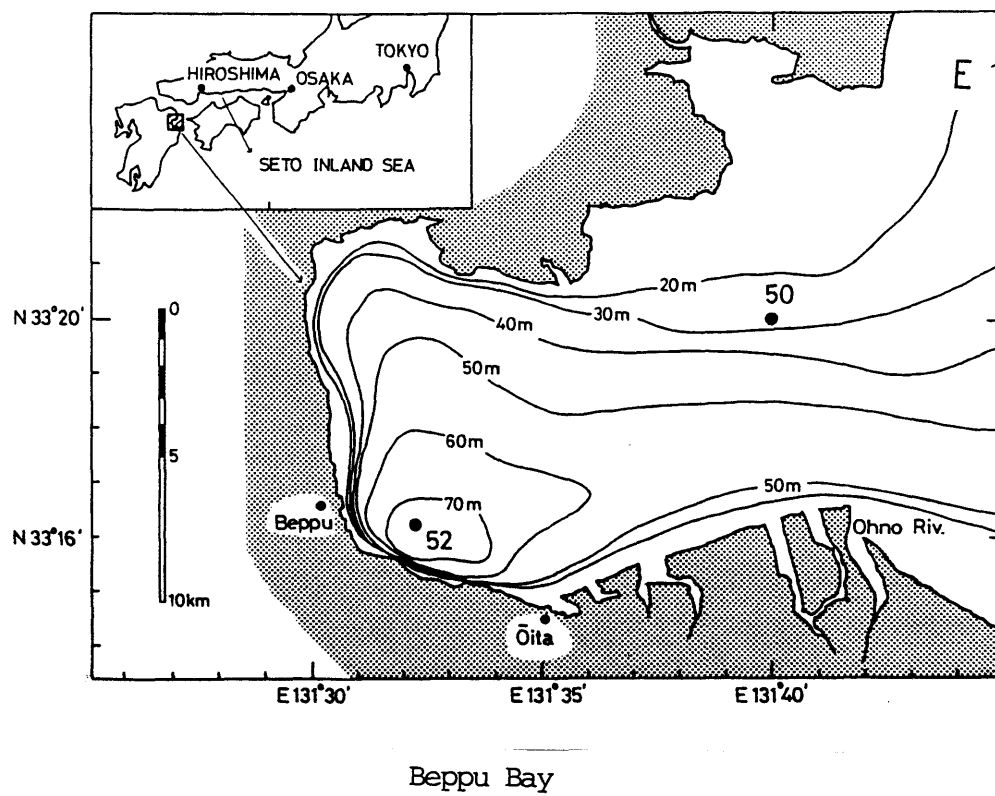 TOKYO
HIROSHIMA
OSAKA
SETO INLAND SEA
E
20m
50
30m
40m
50m
60m
70m
52
50m
N 33°20'
N 33°16'
0
5
10km
Beppu
Ōita
Ohno Riv.
E 131°30'
E 131°35'
E 131°40'
Beppu Bay